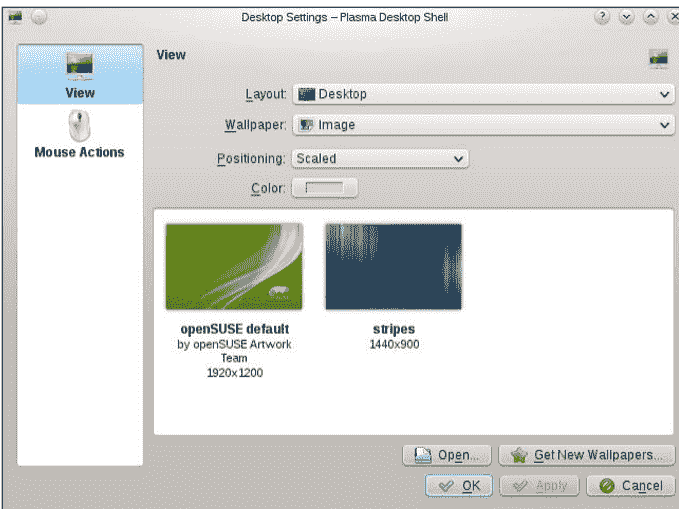 Desktop Settings – Plasma Desktop Shell
View
Mouse Actions
View
Layout: Desktop
Wallpaper: Image
Positioning: Scaled
Color:
openSUSE default
by openSUSE Artwork
Team
1920x1200
stripes
1440x900
Open...
Get New Wallpapers...
OK
Apply
Cancel